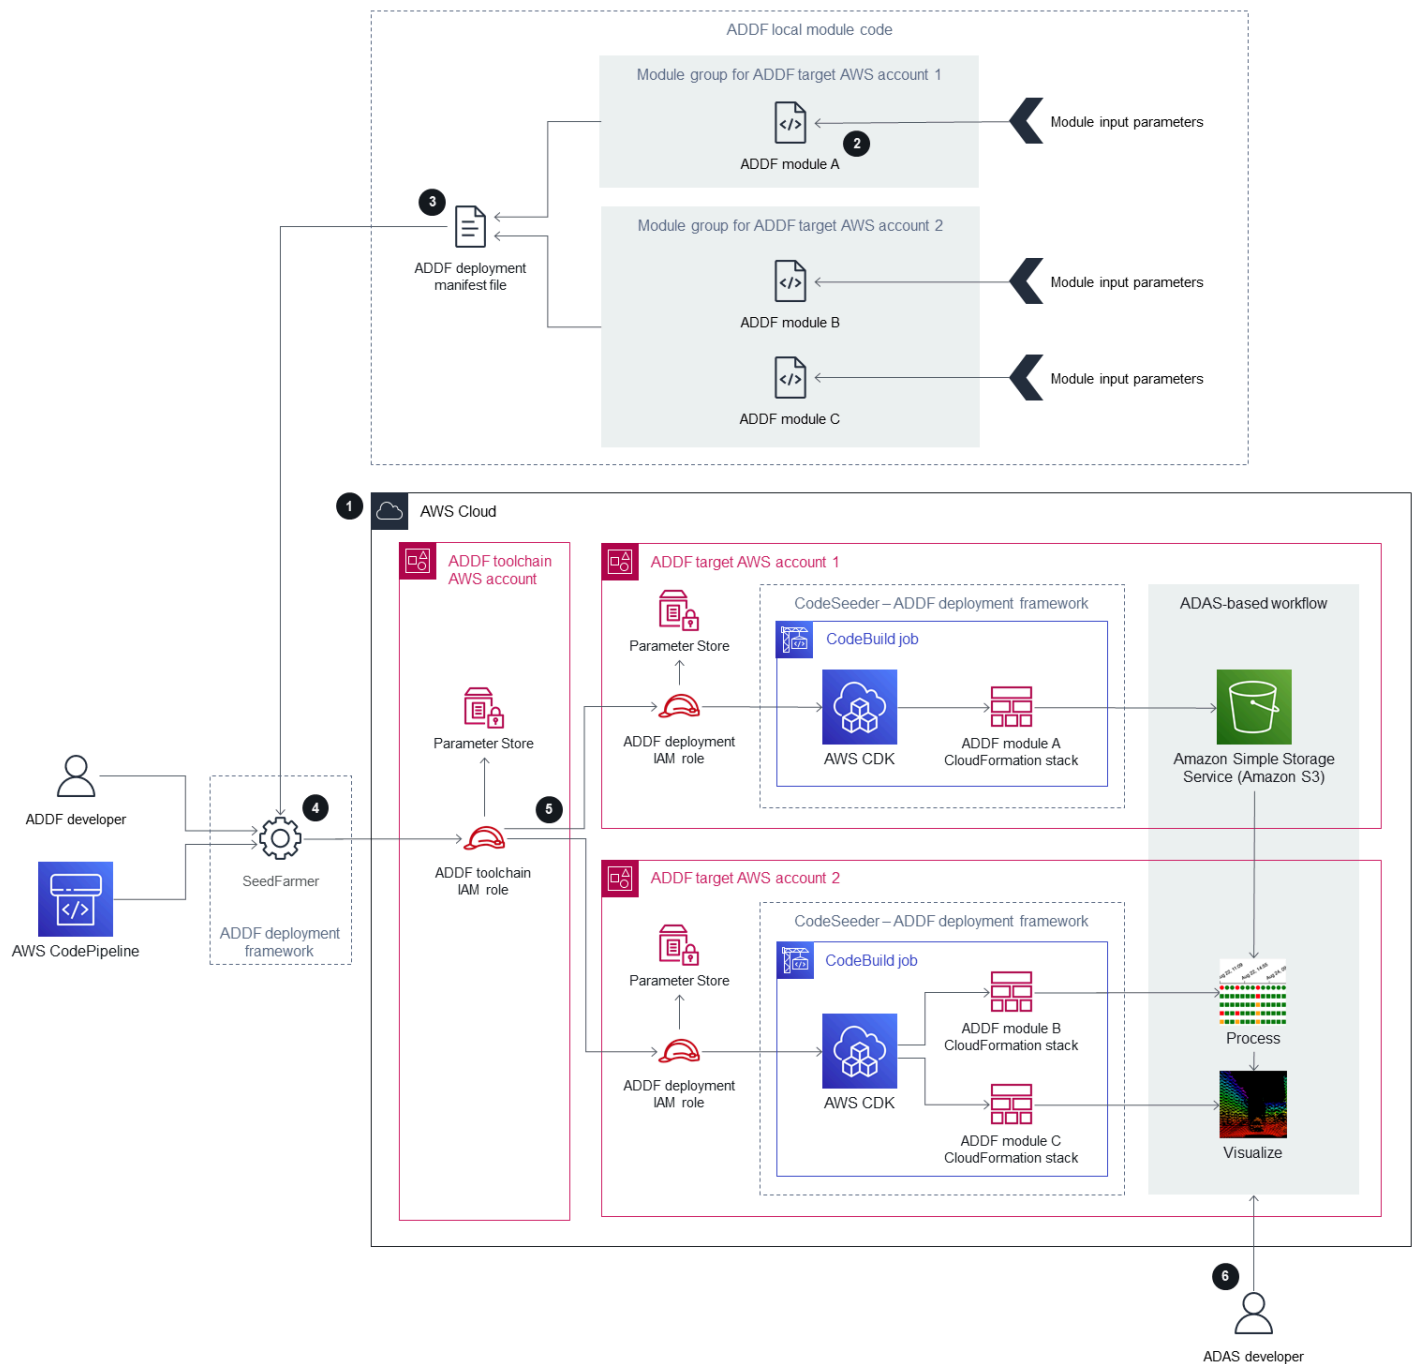 ADDF local module code
Module group for ADDF target AWS account 1
ADDF module A
2
Module input parameters
3
ADDF deployment
manifest file
Module group for ADDF target AWS account 2
ADDF module B
Module input parameters
ADDF module C
Module input parameters
1
AWS Cloud
ADDF toolchain
AWS account
Parameter Store
ADDF toolchain
IAM role
5
ADDF developer
AWS CodePipeline
4
SeedFarmer
ADDF deployment
framework
ADDF target AWS account 1
Parameter Store
ADDF deployment
IAM role
CodeSeeder – ADDF deployment framework
CodeBuild job
AWS CDK
ADDF module A
CloudFormation stack
ADAS-based workflow
Amazon Simple Storage
Service (Amazon S3)
ADDF target AWS account 2
Parameter Store
ADDF deployment
IAM role
CodeSeeder – ADDF deployment framework
CodeBuild job
AWS CDK
ADDF module B
CloudFormation stack
ADDF module C
CloudFormation stack
Aug 22, 14:55
Process
Visualize
6
ADAS developer